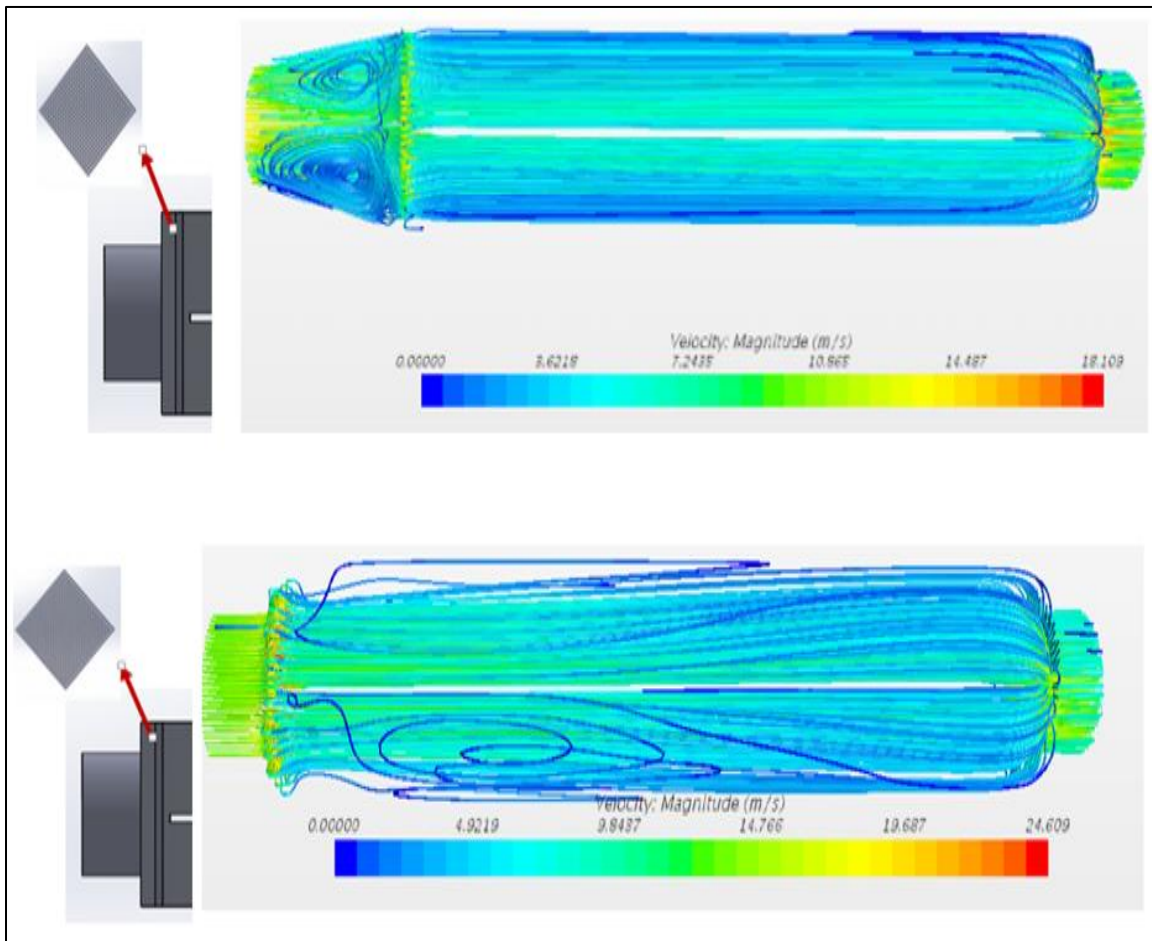 Velocity: Magnitude (m/s)
0.00000 3.6218 7.2435 10.865 14.487 18.109
Velocity: Magnitude (m/s)
0.00000 4.9219 9.8437 14.766 19.687 24.609